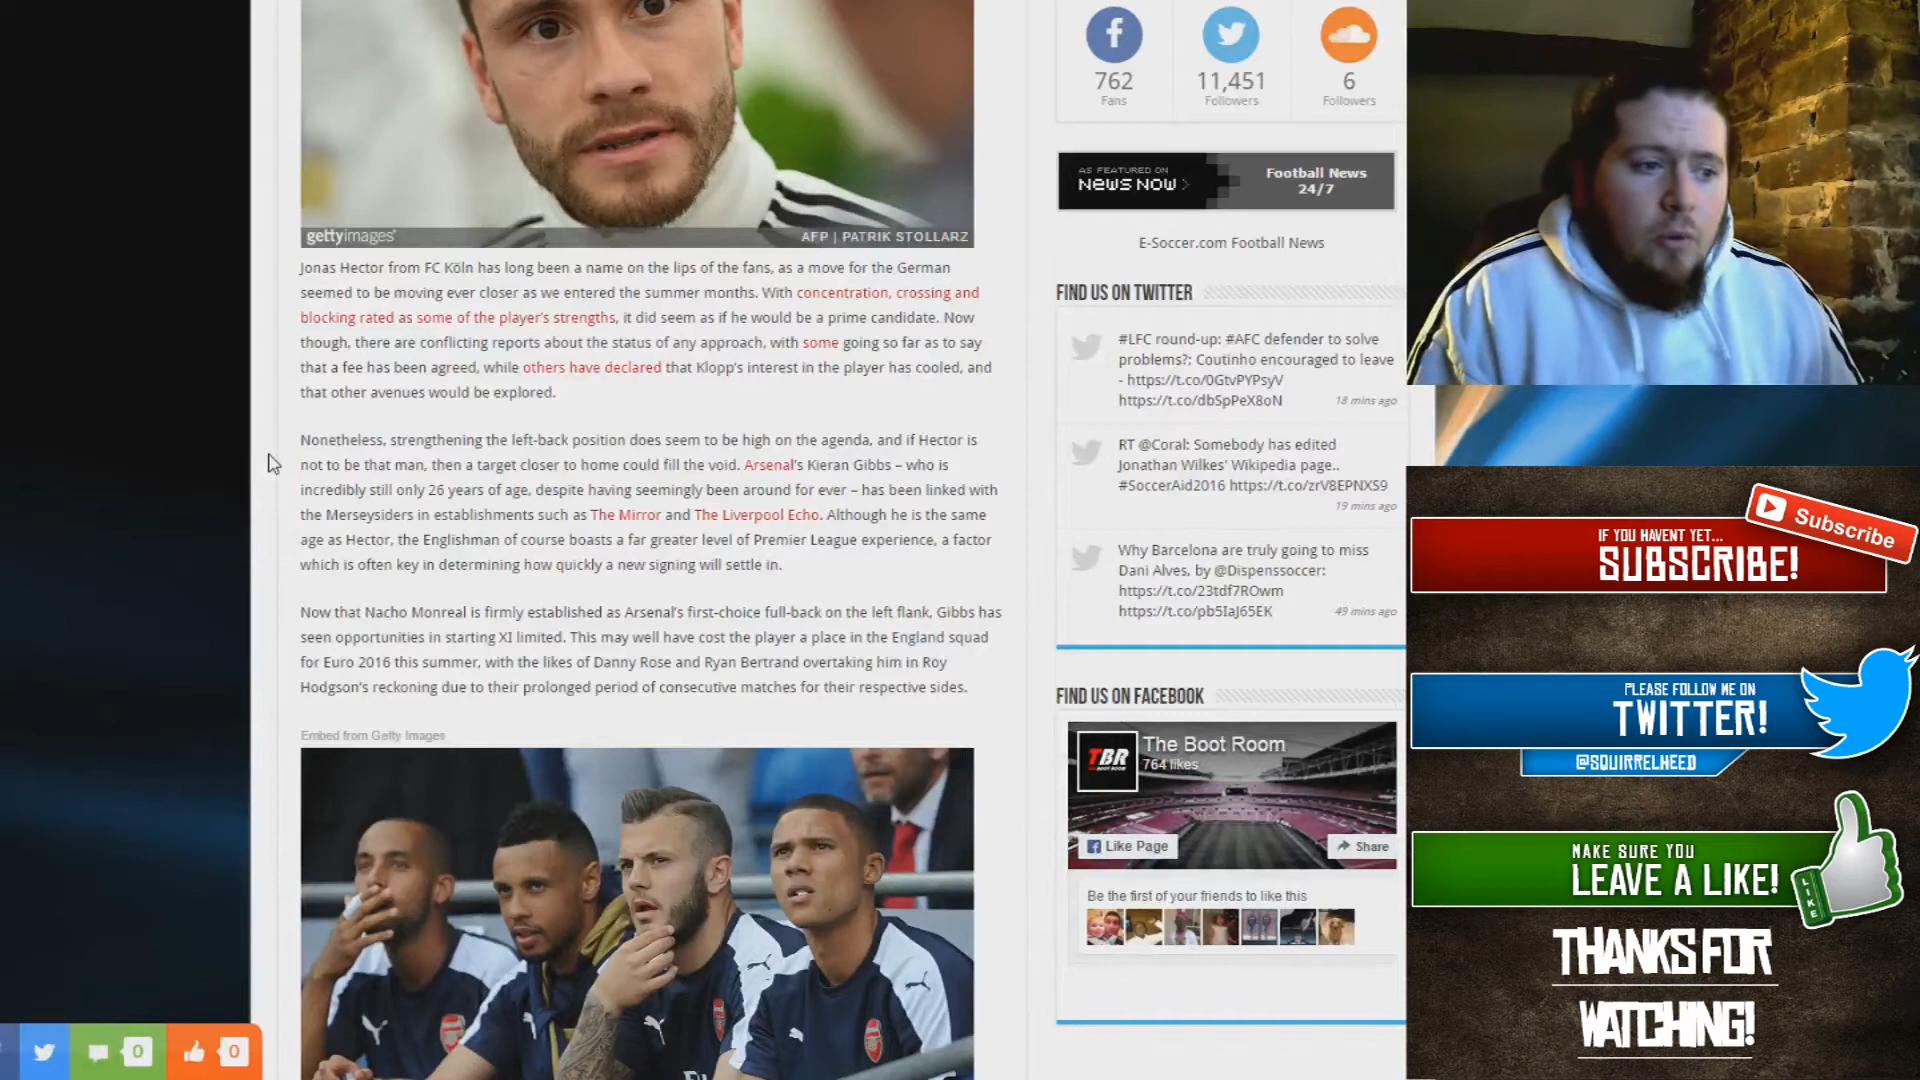 gettyimages
AFP | PATRIK STOLLARZ
Jonas Hector from FC Köln has long been a name on the lips of the fans, as a move for the German
seemed to be moving ever closer as we entered the summer months. With concentration, crossing and
blocking rated as some of the player's strengths, it did seem as if he would be a prime candidate. Now
though, there are conflicting reports about the status of any approach, with some going so far as to say
that a fee has been agreed, while others have declared that Klopp's interest in the player has cooled, and
that other avenues would be explored.
Nonetheless, strengthening the left-back position does seem to be high on the agenda, and if Hector is
not to be that man, then a target closer to home could fill the void. Arsenal's Kieran Gibbs – who is
incredibly still only 26 years of age, despite having seemingly been around for ever – has been linked with
the Merseysiders in establishments such as The Mirror and The Liverpool Echo. Although he is the same
age as Hector, the Englishman of course boasts a far greater level of Premier League experience, a factor
which is often key in determining how quickly a new signing will settle in.
Now that Nacho Monreal is firmly established as Arsenal's first-choice full-back on the left flank, Gibbs has
seen opportunities in starting XI limited. This may well have cost the player a place in the England squad
for Euro 2016 this summer, with the likes of Danny Rose and Ryan Bertrand overtaking him in Roy
Hodgson's reckoning due to their prolonged period of consecutive matches for their respective sides.
Embed from Getty Images
0
0
762
Fans
11,451
Followers
6
Followers
AS FEATURED ON
NEWS NOW >
Football News
24/7
E-Soccer.com Football News
FIND US ON TWITTER
#LFC round-up: #AFC defender to solve
problems?: Coutinho encouraged to leave
- https://t.co/0GtvPYPsyV
https://t.co/dbSpPeX8oN
18 mins ago
RT @Coral: Somebody has edited
Jonathan Wilkes' Wikipedia page..
#SoccerAid2016 https://t.co/zrV8EPNXS9
19 mins ago
Why Barcelona are truly going to miss
Dani Alves, by @Dispenssoccer:
https://t.co/23tdf7ROwm
https://t.co/pb5IaJ65EK
49 mins ago
FIND US ON FACEBOOK
TBR
The Boot Room
764 likes
Like Page
Share
Be the first of your friends to like this
IF YOU HAVENT YET...
SUBSCRIBE!
Subscribe
PLEASE FOLLOW ME ON
TWITTER!
@SQUIRRELHEED
MAKE SURE YOU
LEAVE A LIKE!
LIKE
THANKS FOR
WATCHING!